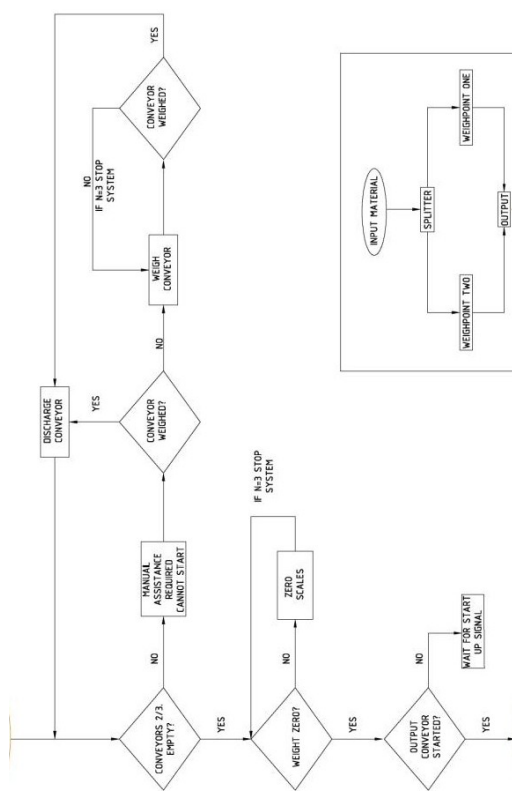 DISCHARGE
CONVEYOR
YES
YES
CONVEYORS 2/3.
EMPTY?
NO
MANUAL
ASSISTANCE
REQUIRED
CANNOT START
CONVEYOR
WEIGHED?
NO
WEIGH
CONVEYOR
NO
IF N=3 STOP
SYSTEM
CONVEYOR
WEIGHED?
YES
WEIGHT ZERO?
NO
ZERO
SCALES
IF N=3 STOP
SYSTEM
YES
OUTPUT
CONVEYOR
STARTED?
NO
WAIT FOR START
UP SIGNAL
YES
INPUT MATERIAL
SPLITTER
WEIGHPOINT TWO
WEIGHPOINT ONE
OUTPUT